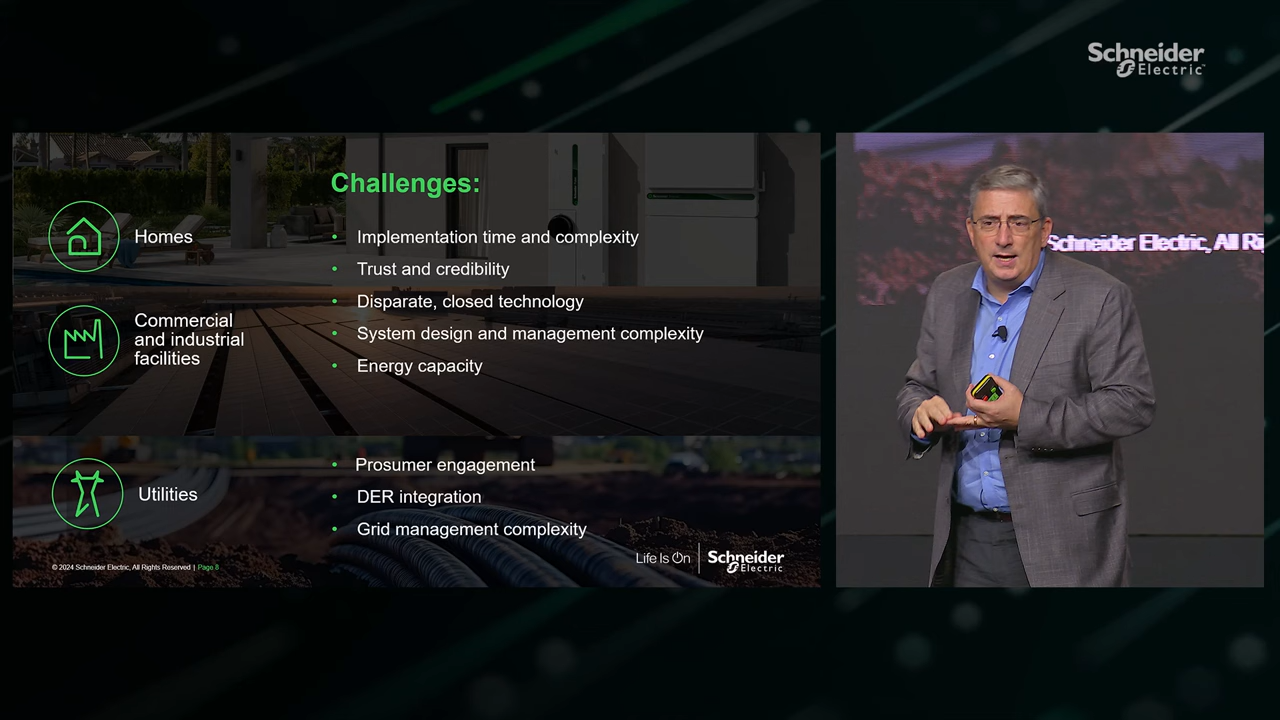 Schneider
Electric
Challenges:
Homes
• Implementation time and complexity
• Trust and credibility
• Disparate, closed technology
• System design and management complexity
• Energy capacity
Commercial
and industrial
facilities
Utilities
• Prosumer engagement
• DER integration
• Grid management complexity
© 2024 Schneider Electric, All Rights Reserved | Page 8
Life Is On | Schneider
Electric
Schneider Electric, All Ri